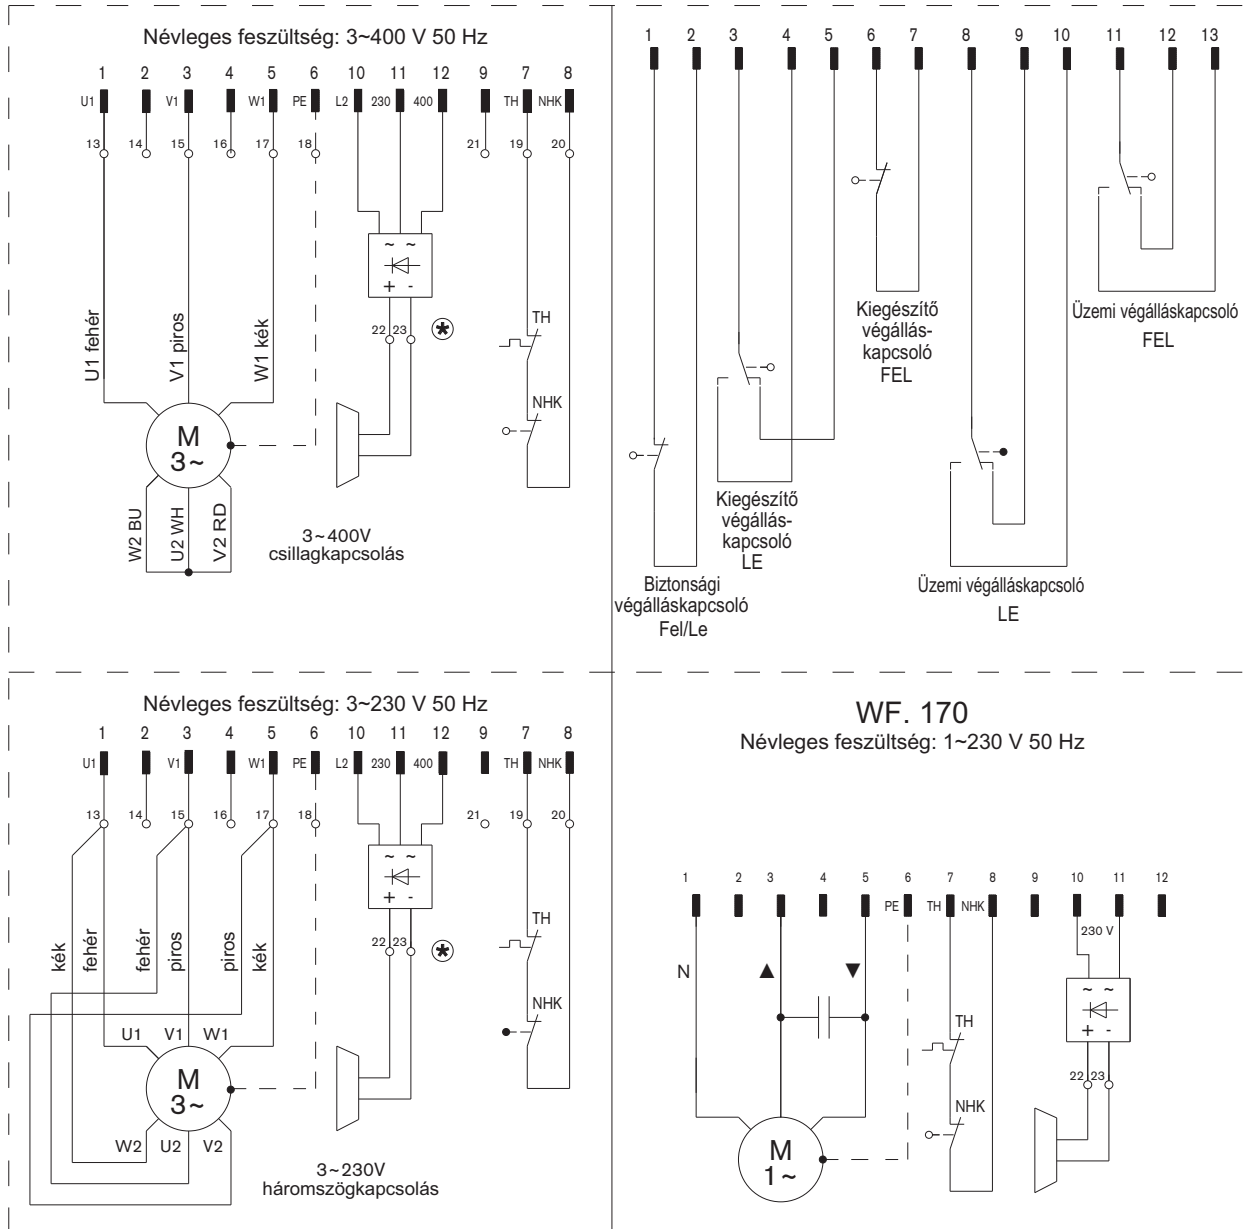 Névleges feszültség: 3~400 V 50 Hz
1 2 3 4 5 6 10 11 12 9 7 8
U1 V1 W1 PE L2 230 400 TH NHK
13 14 15 16 17 18 21 19 20
~ ~
+ -
22 23 *
TH
U1 fehér
V1 piros
W1 kék
NHK
M
3~
W2 BU
U2 WH
V2 RD
3~400V
csillagkapcsolás
1 2 3 4 5 6 7 8 9 10 11 12 13
Kiegészítő
végállás-
kapcsoló
FEL
Üzemi végálláskapcsoló
FEL
Kiegészítő
végállás-
kapcsoló
LE
Biztonsági
végálláskapcsoló
Fel/Le
Üzemi végálláskapcsoló
LE
Névleges feszültség: 3~230 V 50 Hz
1 2 3 4 5 6 10 11 12 9 7 8
U1 V1 W1 PE L2 230 400 TH NHK
13 14 15 16 17 18 21 19 20
~ ~
+ -
22 23 *
TH
kék
fehér
fehér
piros
piros
kék
NHK
U1 V1 W1
M
3~
W2 U2 V2
3~230V
háromszögkapcsolás
WF. 170
Névleges feszültség: 1~230 V 50 Hz
1 2 3 4 5 6 7 8 9 10 11 12
PE TH NHK
230 V
N ▲ ▼
~ ~
+ -
TH
22 23
NHK
M
1~